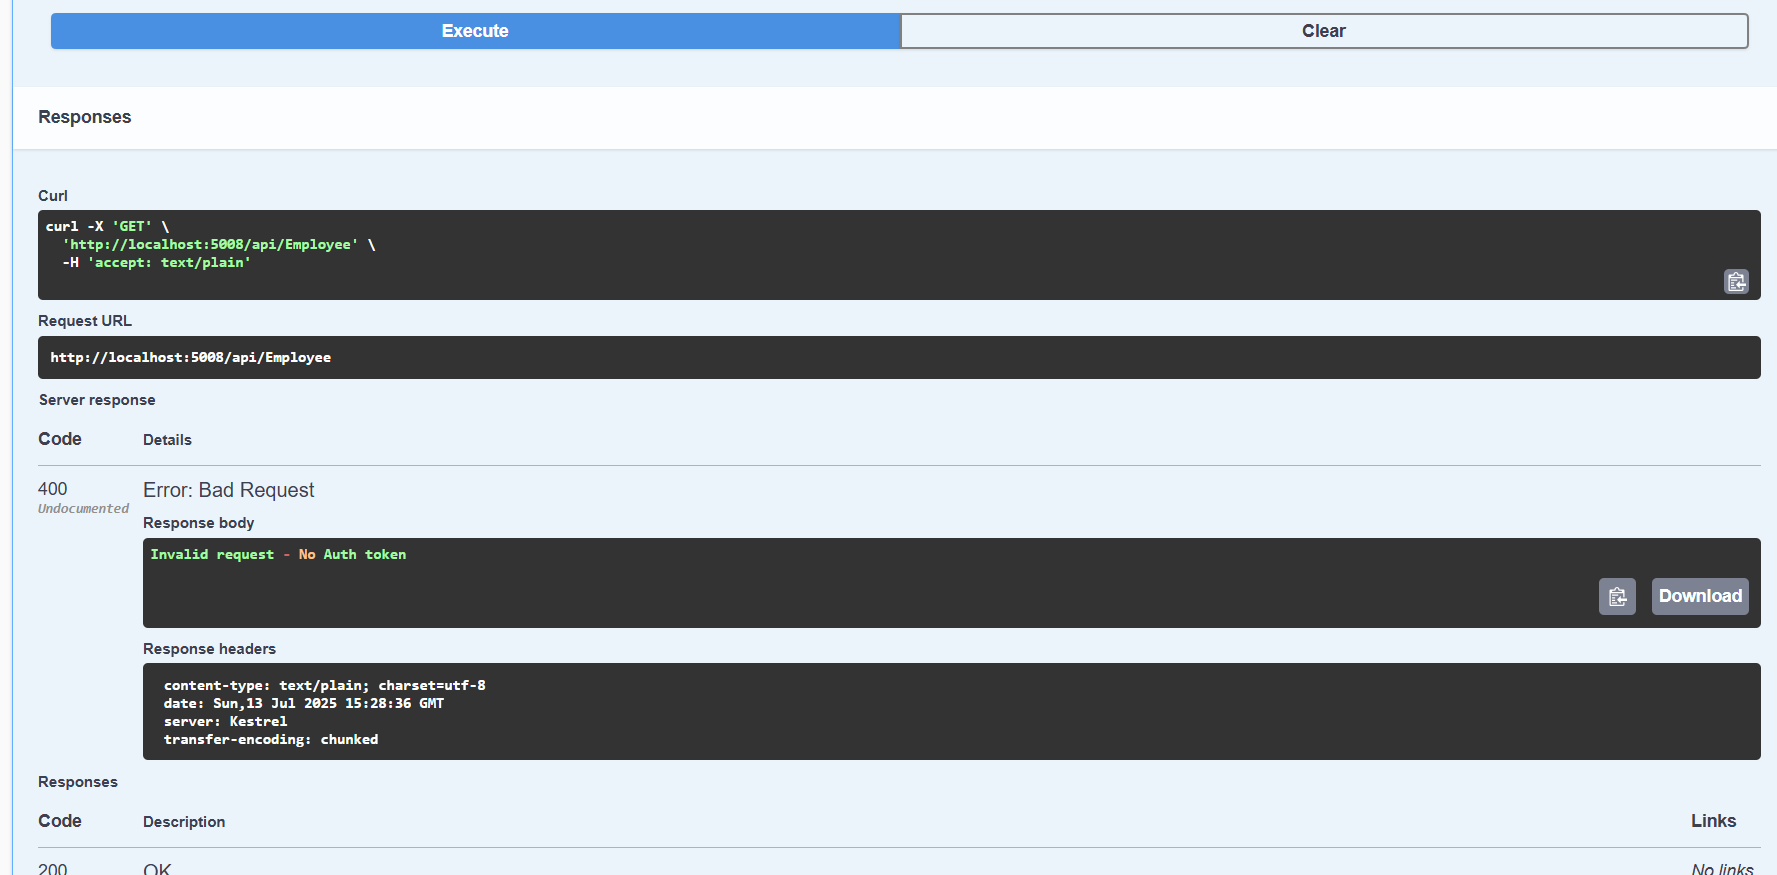 Execute
Clear
Responses
Curl
curl -X 'GET' \
'http://localhost:5008/api/Employee' \
-H 'accept: text/plain'
Request URL
http://localhost:5008/api/Employee
Server response
Code Details
400 Error: Bad Request
Undocumented
Response body
Invalid request - No Auth token
Download
Response headers
content-type: text/plain; charset=utf-8
date: Sun,13 Jul 2025 15:28:36 GMT
server: Kestrel
transfer-encoding: chunked
Responses
Code Description Links
200 OK No links